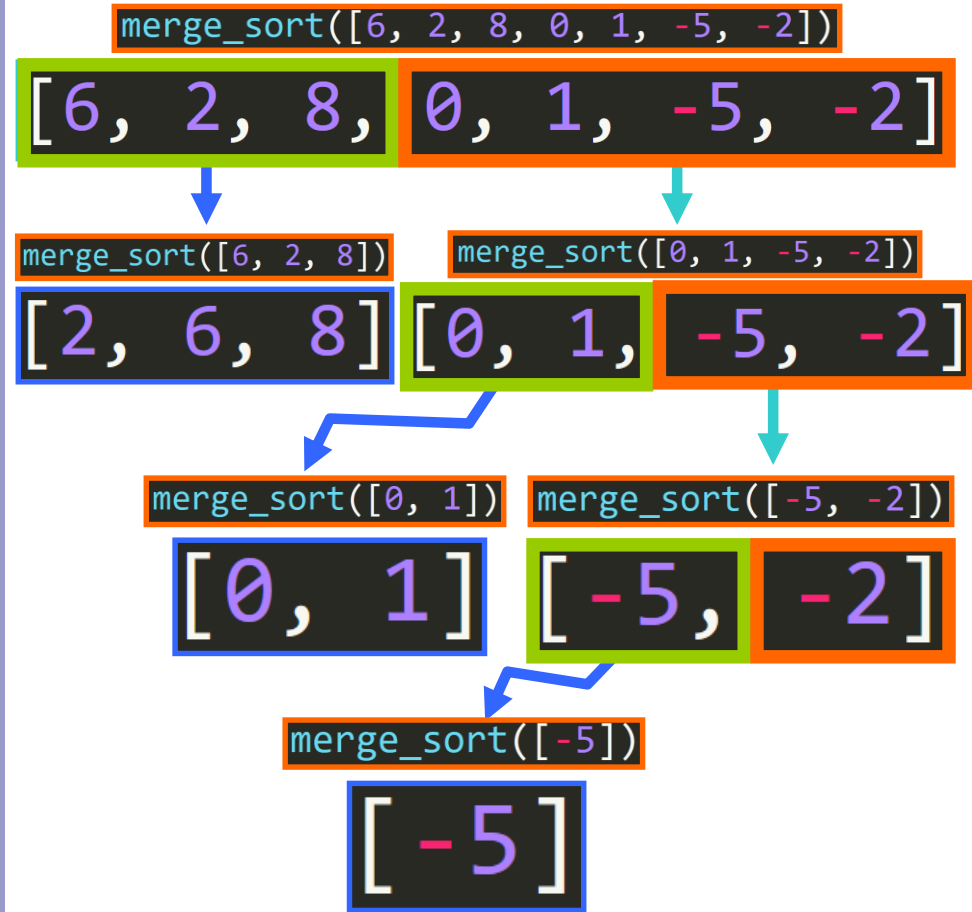 merge_sort([6, 2, 8, 0, 1, -5, -2])
[6, 2, 8, 0, 1, -5, -2]
merge_sort([6, 2, 8])
merge_sort([0, 1, -5, -2])
[2, 6, 8]
[0, 1, -5, -2]
merge_sort([0, 1])
merge_sort([-5, -2])
[0, 1]
[-5, -2]
merge_sort([-5])
[-5]